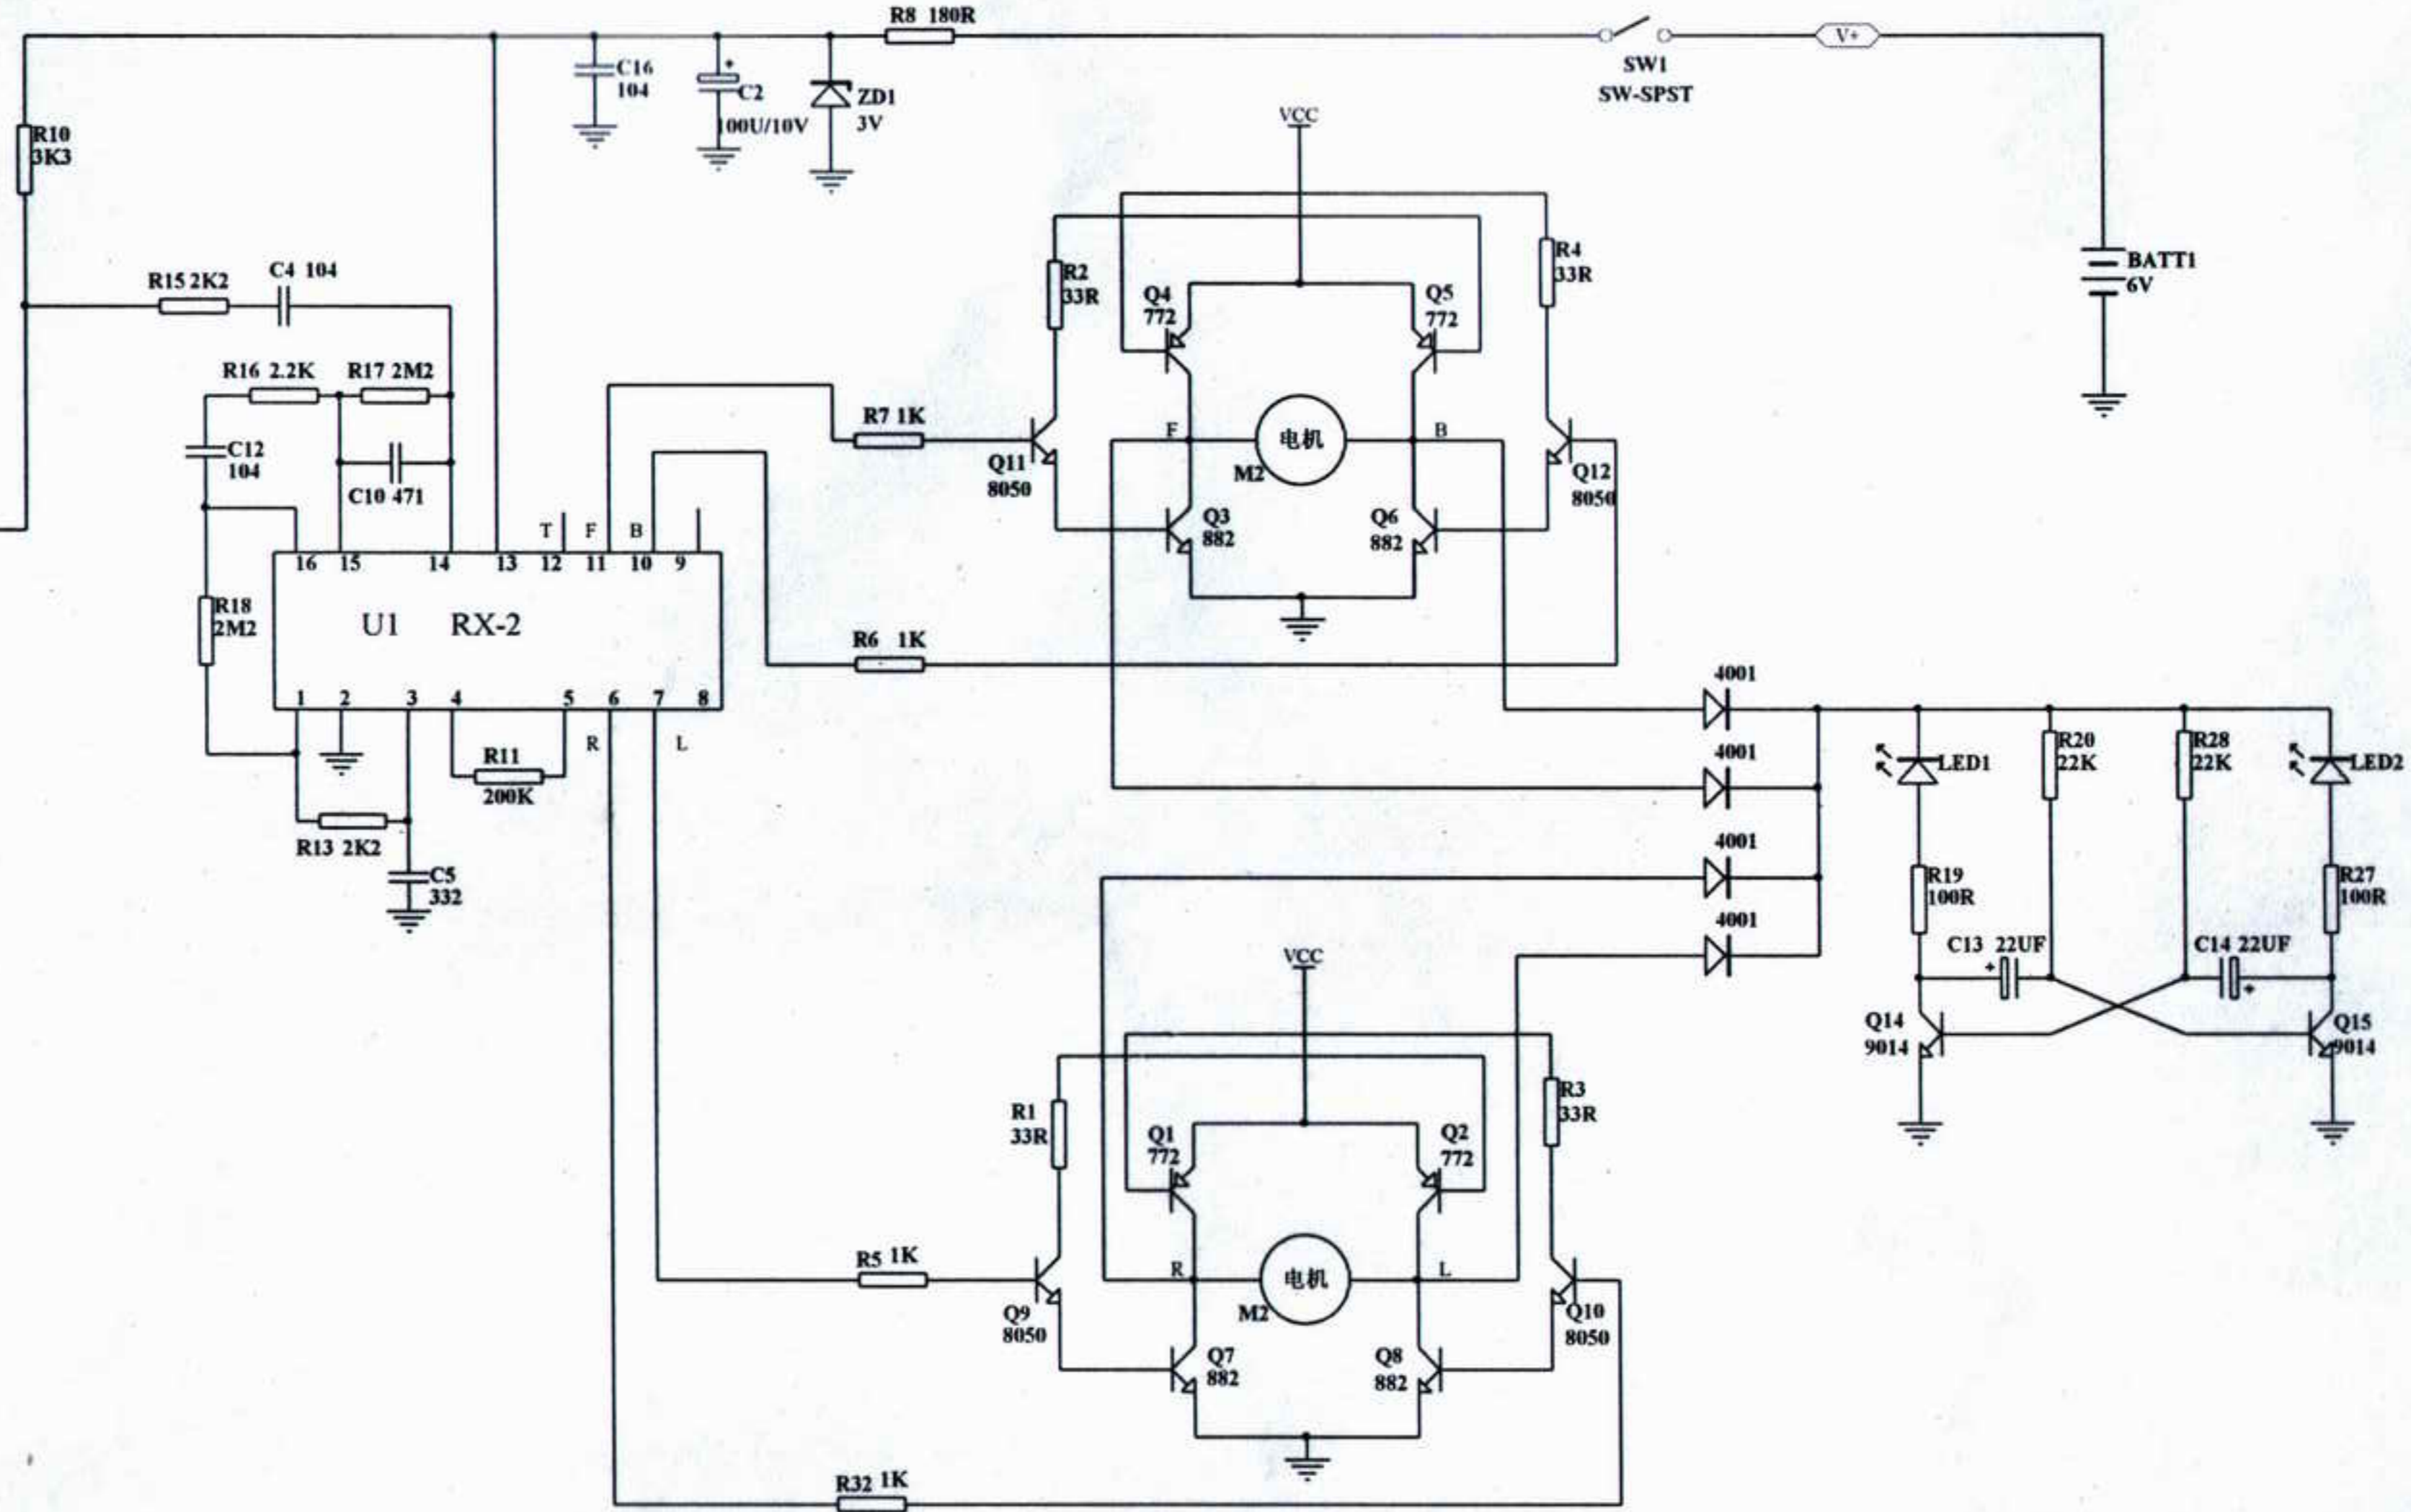 R8 180R
V+
SW1
SW-SPST
C16
104
C2
100U/10V
ZD1
3V
R10
3K3
VCC
BATT1
6V
R15 2K2
C4 104
R2
33R
R4
33R
Q4
772
Q5
772
R16 2.2K
R17 2M2
C12
104
C10 471
R7 1K
Q11
8050
F
电机
M2
B
Q12
8050
Q3
882
Q6
882
T
F
B
16
15
14
13
12
11
10
9
U1 RX-2
R18
2M2
R6 1K
1
2
3
4
5
6
7
8
R
L
R11
200K
R13 2K2
C5
332
4001
4001
4001
4001
LED1
R20
22K
R28
22K
LED2
R19
100R
R27
100R
C13 22UF
+
C14 22UF
+
Q14
9014
Q15
9014
VCC
R1
33R
R3
33R
Q1
772
Q2
772
R5 1K
Q9
8050
R
电机
M2
L
Q10
8050
Q7
882
Q8
882
R32 1K
+